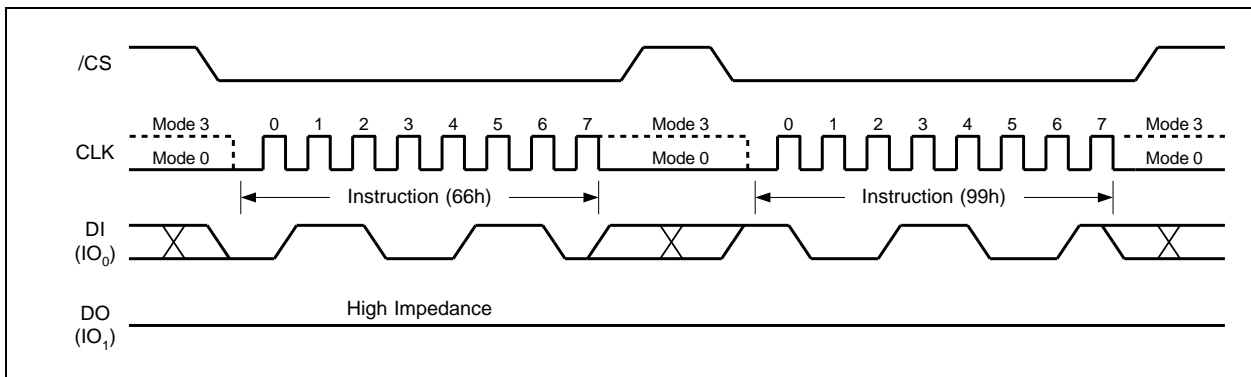 /CS
Mode 3 0 1 2 3 4 5 6 7 Mode 3 0 1 2 3 4 5 6 7 Mode 3
CLK
Mode 0 Mode 0 Mode 0
Instruction (66h) Instruction (99h)
DI
(IO0)
DO High Impedance
(IO1)